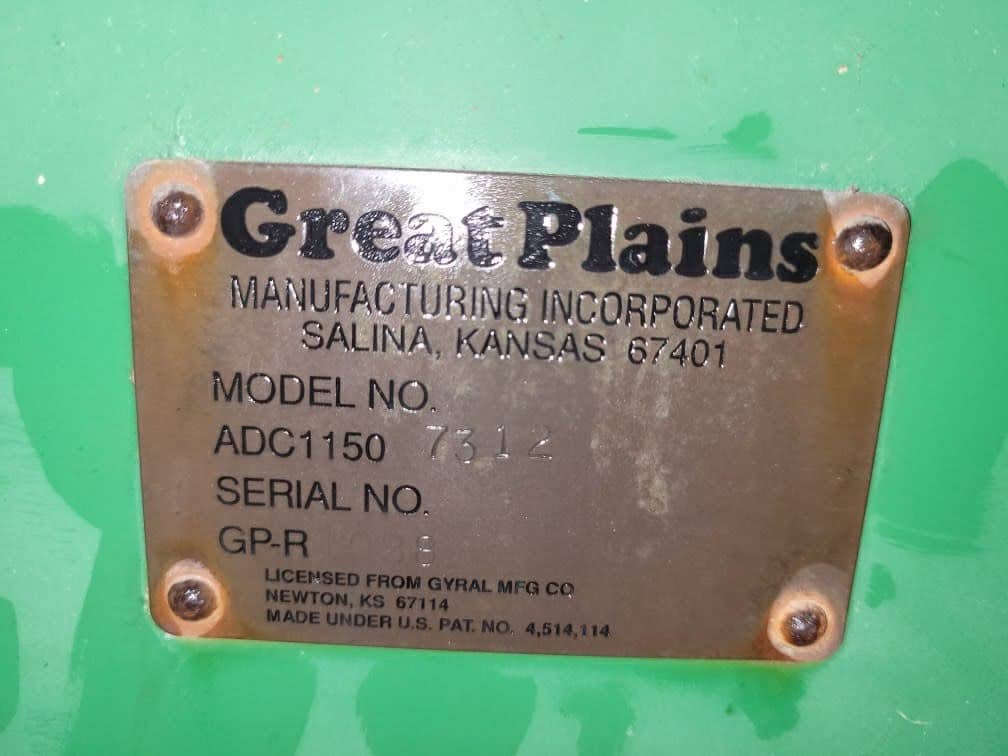 Great Plains
MANUFACTURING INCORPORATED
SALINA, KANSAS 67401
MODEL NO.
ADC1150 7312
SERIAL NO.
GP-R
LICENSED FROM GYRAL MFG CO
NEWTON, KS 67114
MADE UNDER U.S. PAT. NO. 4,514,114